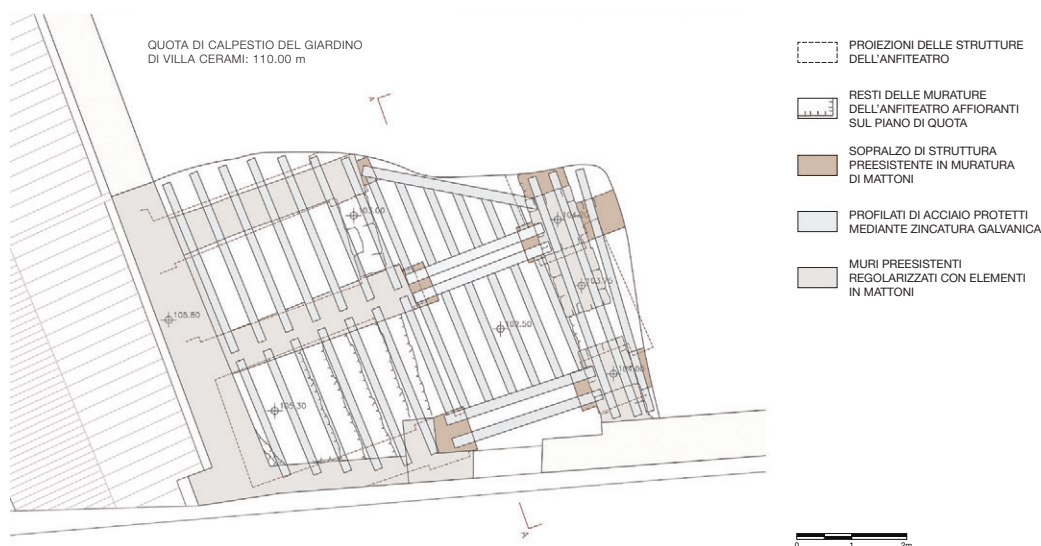 QUOTA DI CALPESTIO DEL GIARDINO
DI VILLA CERAMI: 110.00 m
PROIEZIONI DELLE STRUTTURE
DELL'ANFITEATRO
RESTI DELLE MURATURE
DELL'ANFITEATRO AFFIORANTI
SUL PIANO DI QUOTA
SOPRALZO DI STRUTTURA
PREESISTENTE IN MURATURA
DI MATTONI
PROFILATI DI ACCIAIO PROTETTI
MEDIANTE ZINCATURA GALVANICA
MURI PREESISTENTI
REGOLARIZZATI CON ELEMENTI
IN MATTONI
A
103.00
103.95
105.80
102.50
105.30
A
0 1 2m